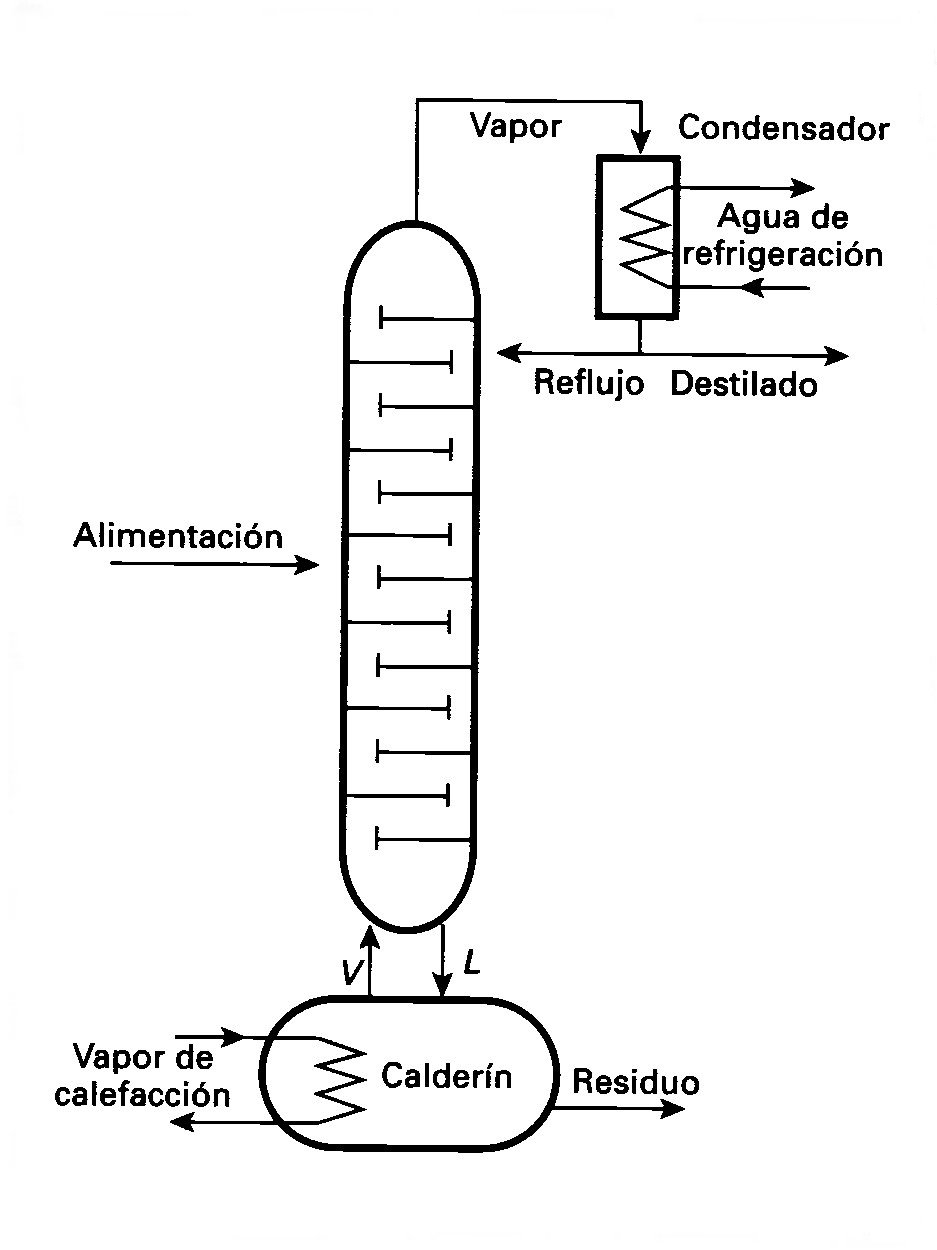 Vapor
Condensador
Agua de
refrigeración
Reflujo
Destilado
Alimentación
V
L
Vapor de
calefacción
Calderín
Residuo